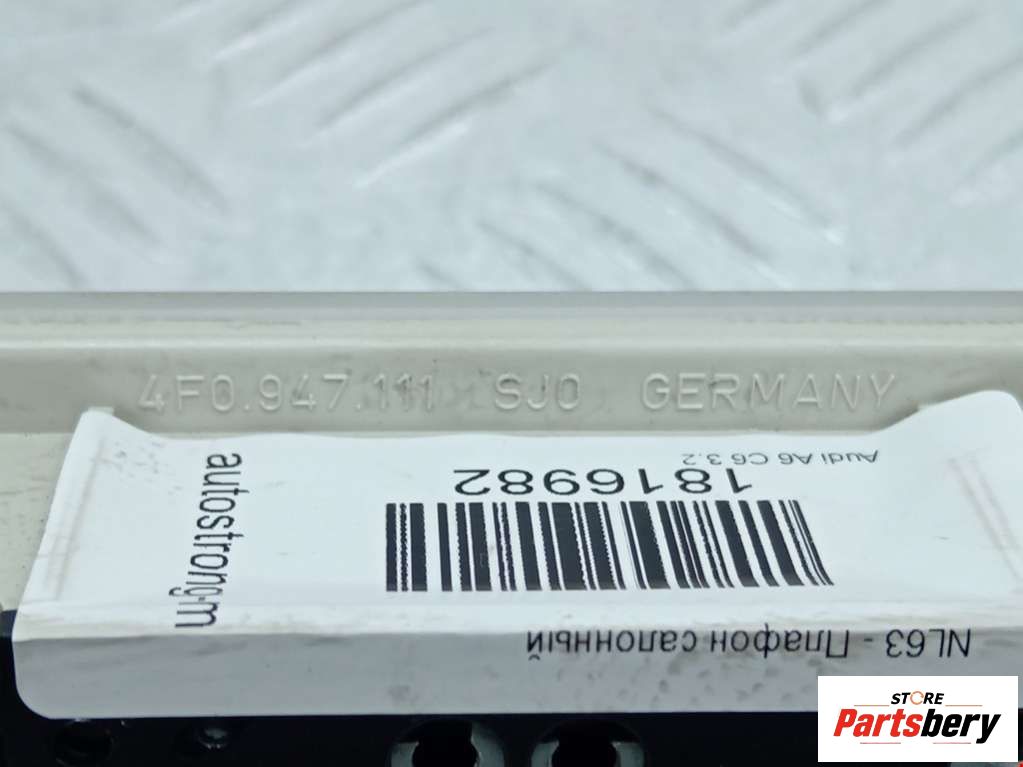 4F0.947.111 SJ0 GERMANY
autostrong-m
NL63 - Плафон салонный
1816982
Audi A6 C6 3.2
STORE
Partsbery